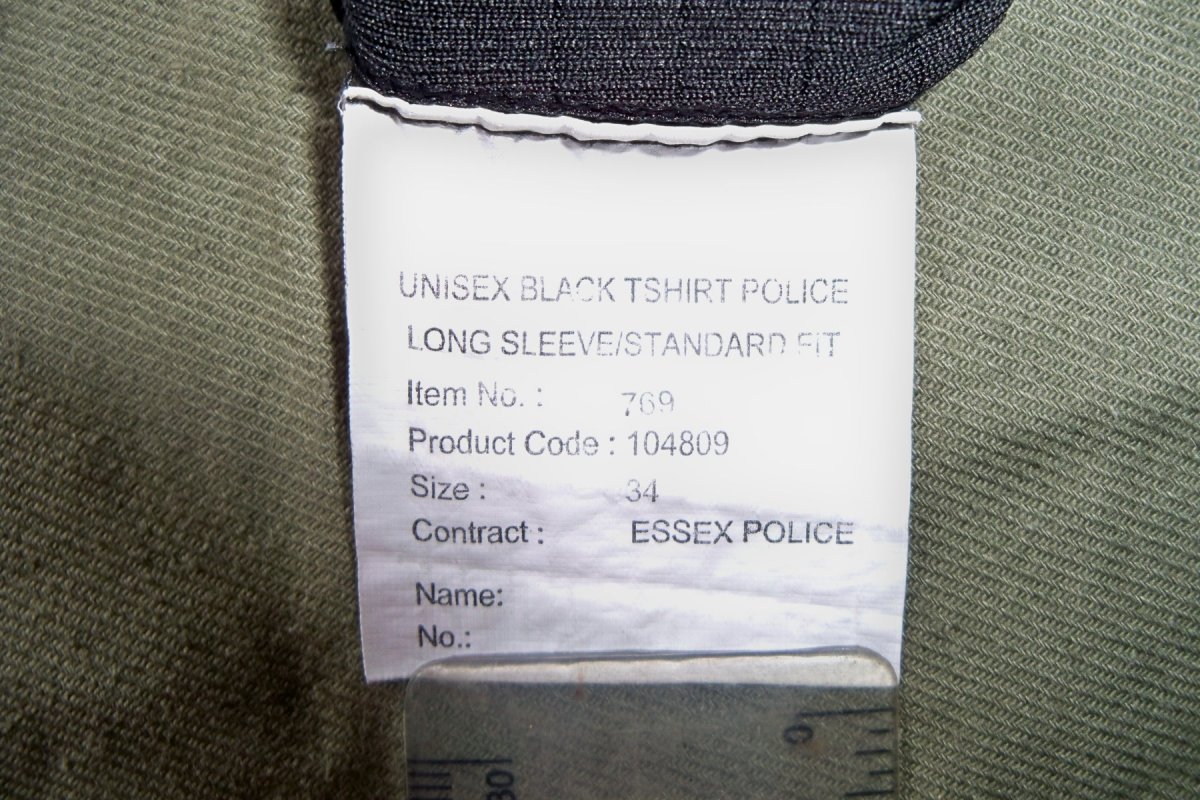 UNISEX BLACK TSHIRT POLICE
LONG SLEEVE/STANDARD FIT
Item No. : 769
Product Code : 104809
Size : 34
Contract : ESSEX POLICE
Name:
No.:
30